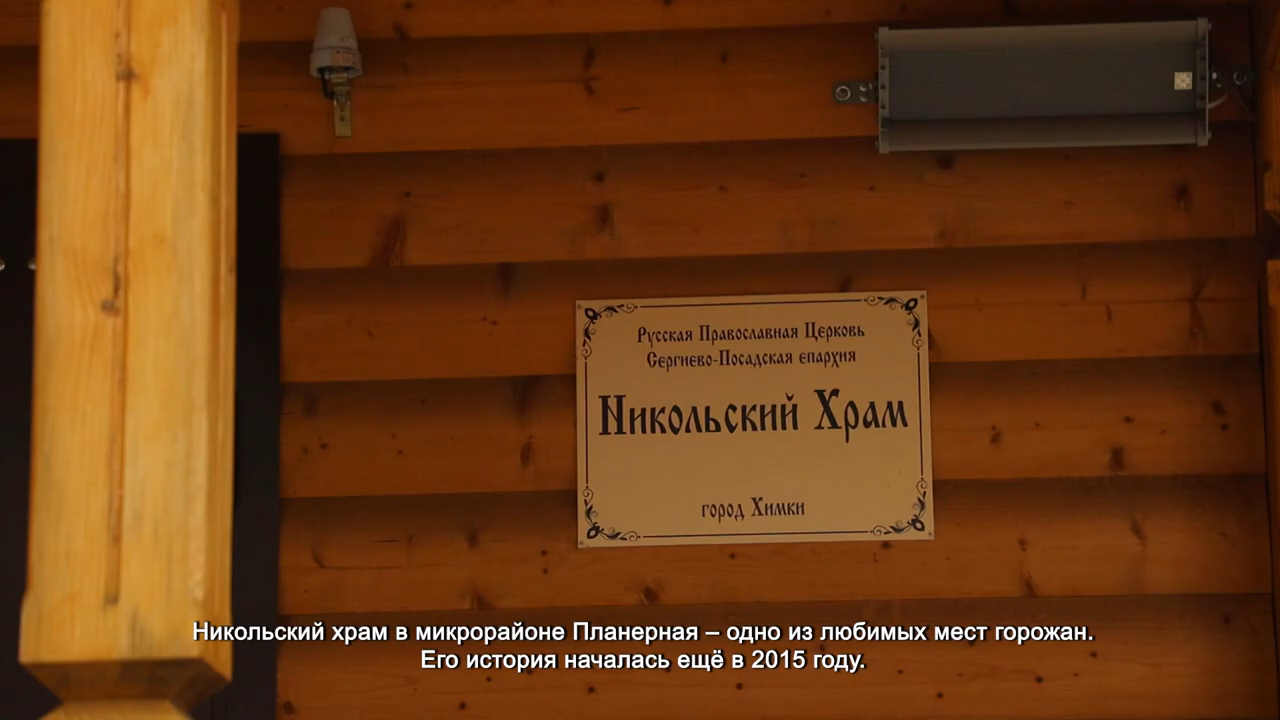 Русская Православная Церковь
Сергиево-Посадская епархия
Никольский Храм
город Химки
Никольский храм в микрорайоне Планерная – одно из любимых мест горожан.
Его история началась ещё в 2015 году.